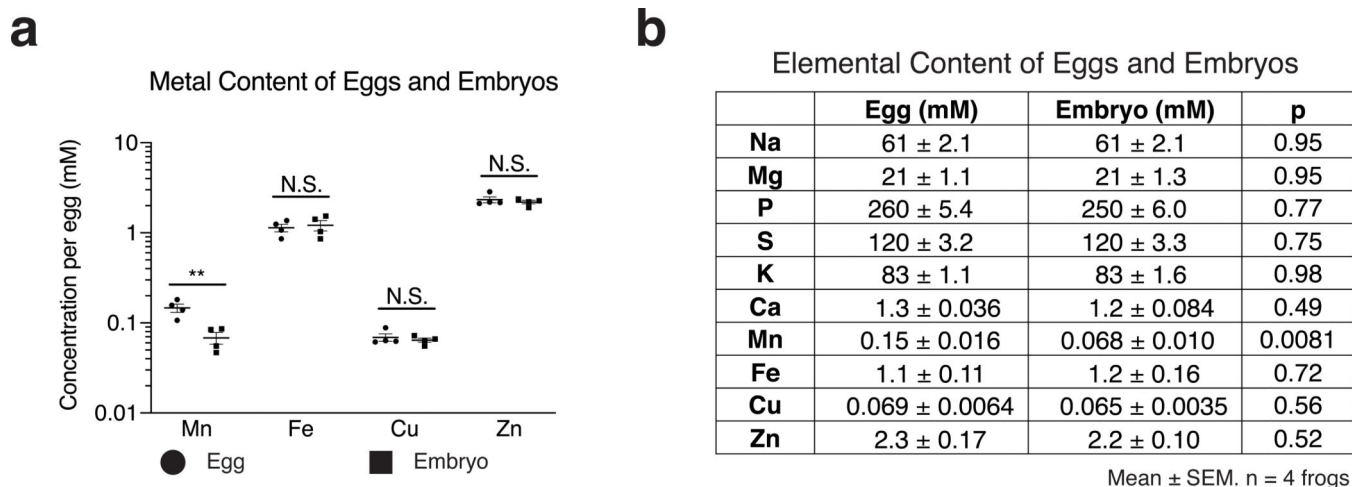 a
Metal Content of Eggs and Embryos
Concentration per egg (mM)
10
1
0.1
0.01
**
N.S.
N.S.
N.S.
Mn Fe Cu Zn
Egg Embryo
b
Elemental Content of Eggs and Embryos
Egg (mM) Embryo (mM) p
Na 61 ± 2.1 61 ± 2.1 0.95
Mg 21 ± 1.1 21 ± 1.3 0.95
P 260 ± 5.4 250 ± 6.0 0.77
S 120 ± 3.2 120 ± 3.3 0.75
K 83 ± 1.1 83 ± 1.6 0.98
Ca 1.3 ± 0.036 1.2 ± 0.084 0.49
Mn 0.15 ± 0.016 0.068 ± 0.010 0.0081
Fe 1.1 ± 0.11 1.2 ± 0.16 0.72
Cu 0.069 ± 0.0064 0.065 ± 0.0035 0.56
Zn 2.3 ± 0.17 2.2 ± 0.10 0.52
Mean ± SEM. n = 4 frogs